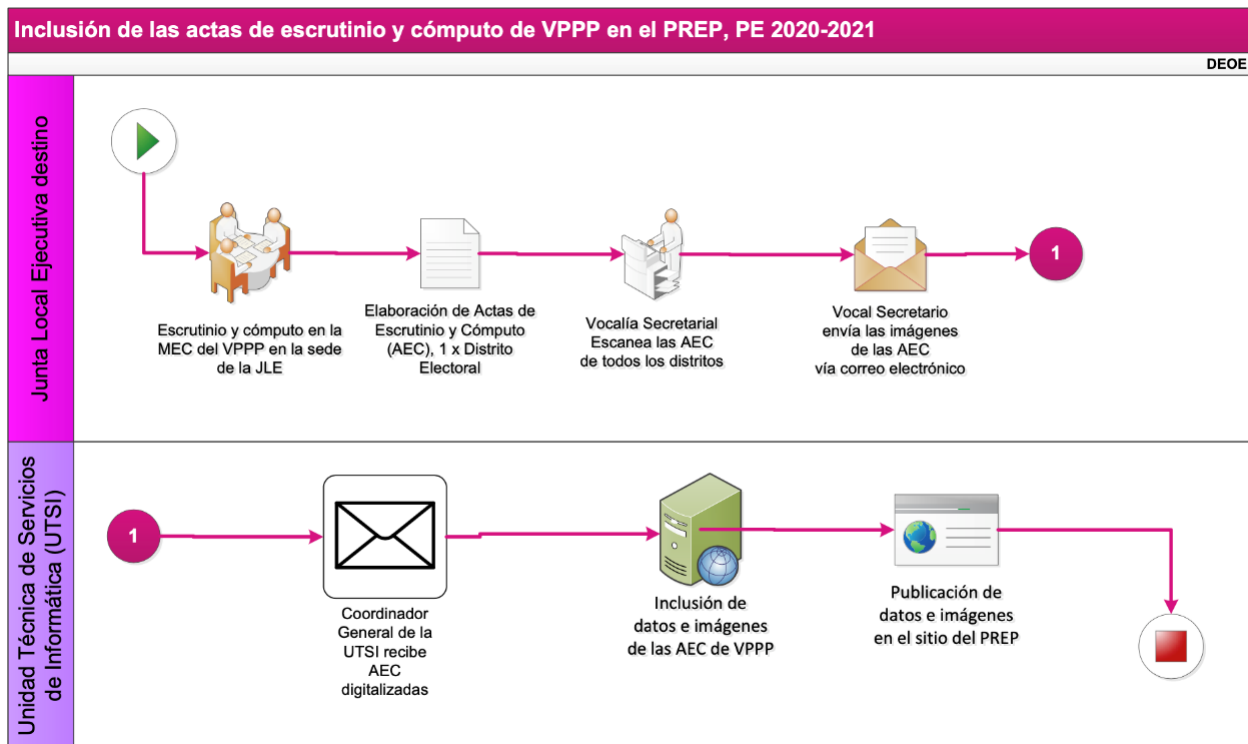 Inclusión de las actas de escrutinio y cómputo de VPPP en el PREP, PE 2020-2021
DEOE
Junta Local Ejecutiva destino
Escrutinio y cómputo en la
MEC del VPPP en la sede
de la JLE
Elaboración de Actas de
Escrutinio y Cómputo
(AEC), 1 x Distrito
Electoral
Vocalía Secretarial
Escanea las AEC
de todos los distritos
Vocal Secretario
envía las imágenes
de las AEC
vía correo electrónico
1
Unidad Técnica de Servicios
de Informática (UTSI)
1
Coordinador
General de la
UTSI recibe
AEC
digitalizadas
Inclusión de
datos e imágenes
de las AEC de VPPP
Publicación de
datos e imágenes
en el sitio del PREP